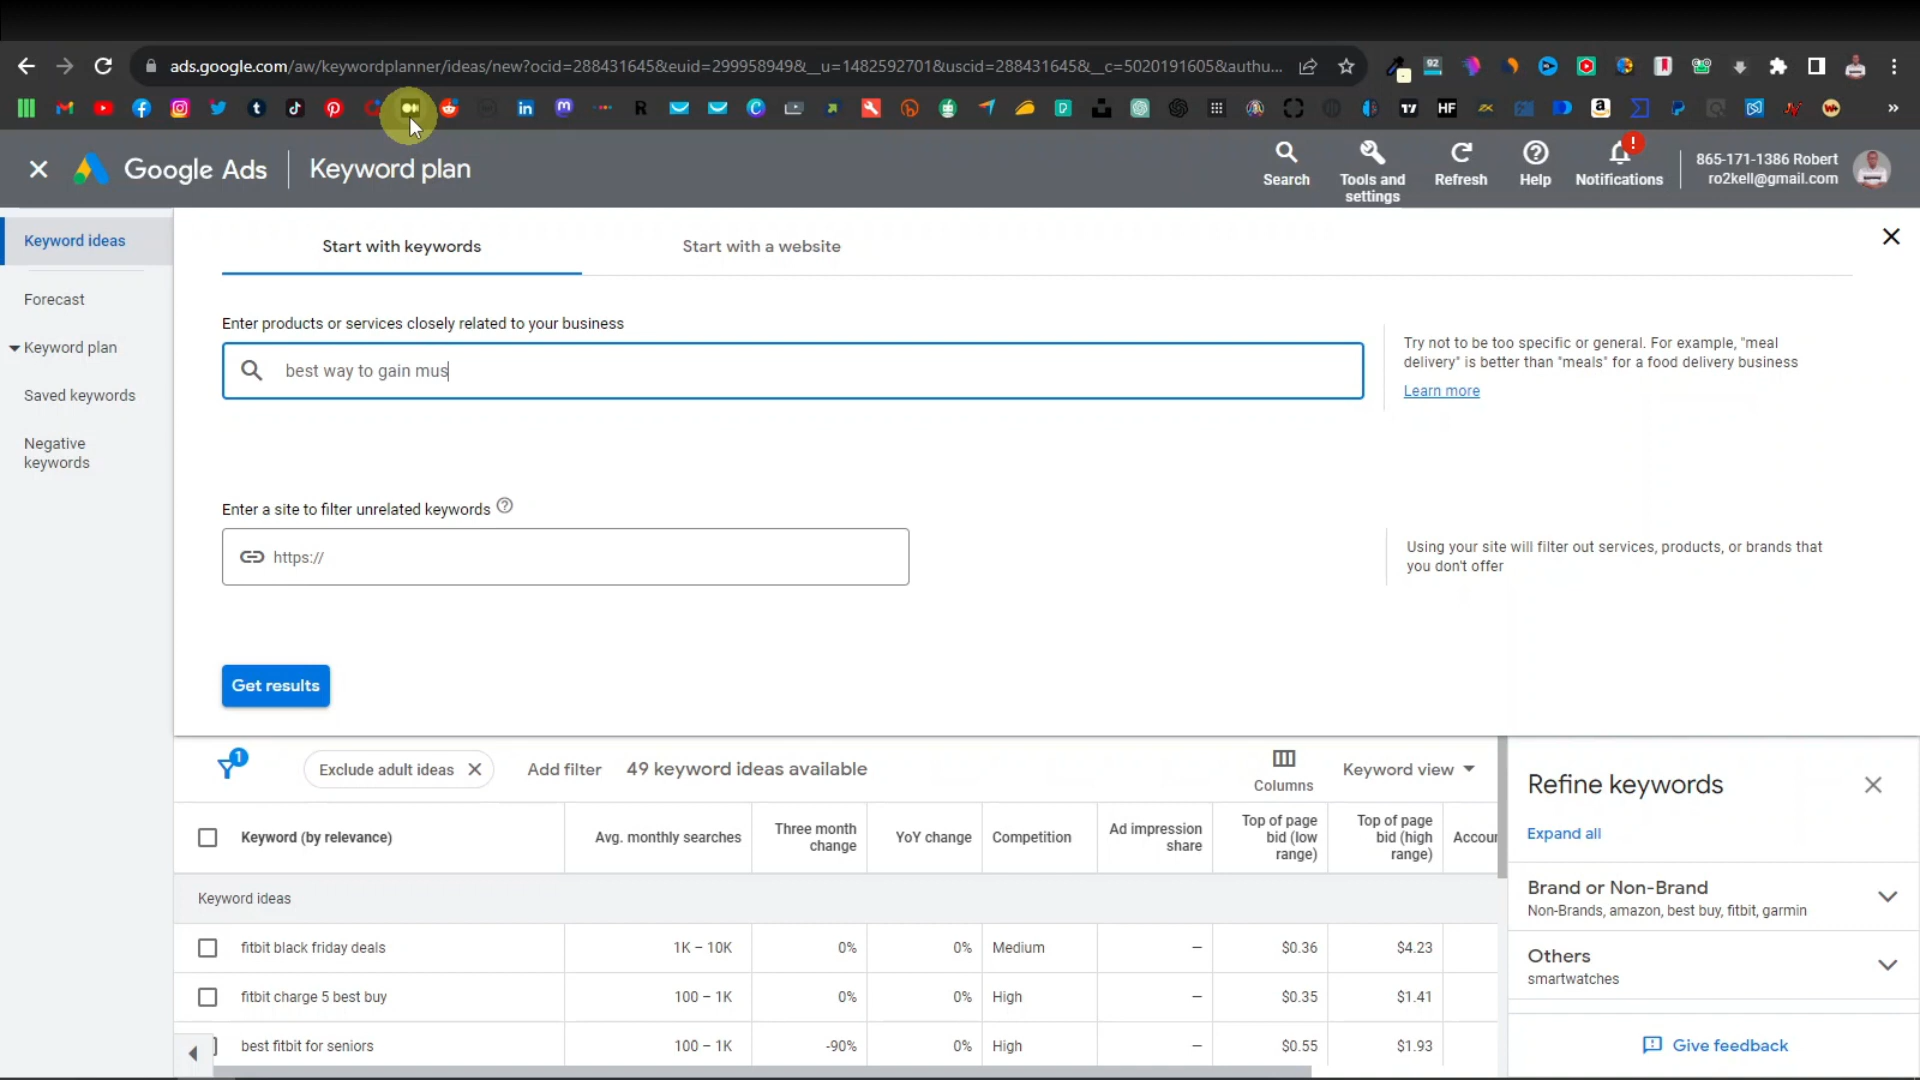 ads.google.com/aw/keywordplanner/ideas/new?ocid=288431645&euid=299958949&__u=1482592701&uscid=288431645&__c=5020191605&authu...
92
HF
Google Ads
Keyword plan
Search
Tools and settings
Refresh
Help
!
Notifications
865-171-1386 Robert
ro2kell@gmail.com
Keyword ideas
Forecast
Keyword plan
Saved keywords
Negative
keywords
Start with keywords
Start with a website
Enter products or services closely related to your business
best way to gain mus
Try not to be too specific or general. For example, "meal
delivery" is better than "meals" for a food delivery business
Learn more
Enter a site to filter unrelated keywords
https://
Using your site will filter out services, products, or brands that
you don't offer
Get results
1
Exclude adult ideas
Add filter
49 keyword ideas available
Columns
Keyword view
Keyword (by relevance)
Avg. monthly searches
Three month
change
YoY change
Competition
Ad impression
share
Top of page
bid (low
range)
Top of page
bid (high
range)
Accour
Keyword ideas
fitbit black friday deals
1K – 10K
0%
0%
Medium
–
$0.36
$4.23
fitbit charge 5 best buy
100 – 1K
0%
0%
High
–
$0.35
$1.41
best fitbit for seniors
100 – 1K
-90%
0%
High
–
$0.55
$1.93
Refine keywords
Expand all
Brand or Non-Brand
Non-Brands, amazon, best buy, fitbit, garmin
Others
smartwatches
Give feedback